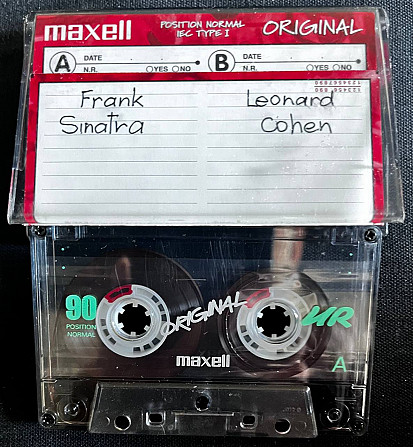 maxell
POSITION NORMAL
IEC TYPE I
ORIGINAL
A DATE
N.R. YES NO
B DATE
N.R. YES NO
Frank
Sinatra
Leonard
Cohen
90
POSITION
NORMAL
ORIGINAL
UR
maxell
A